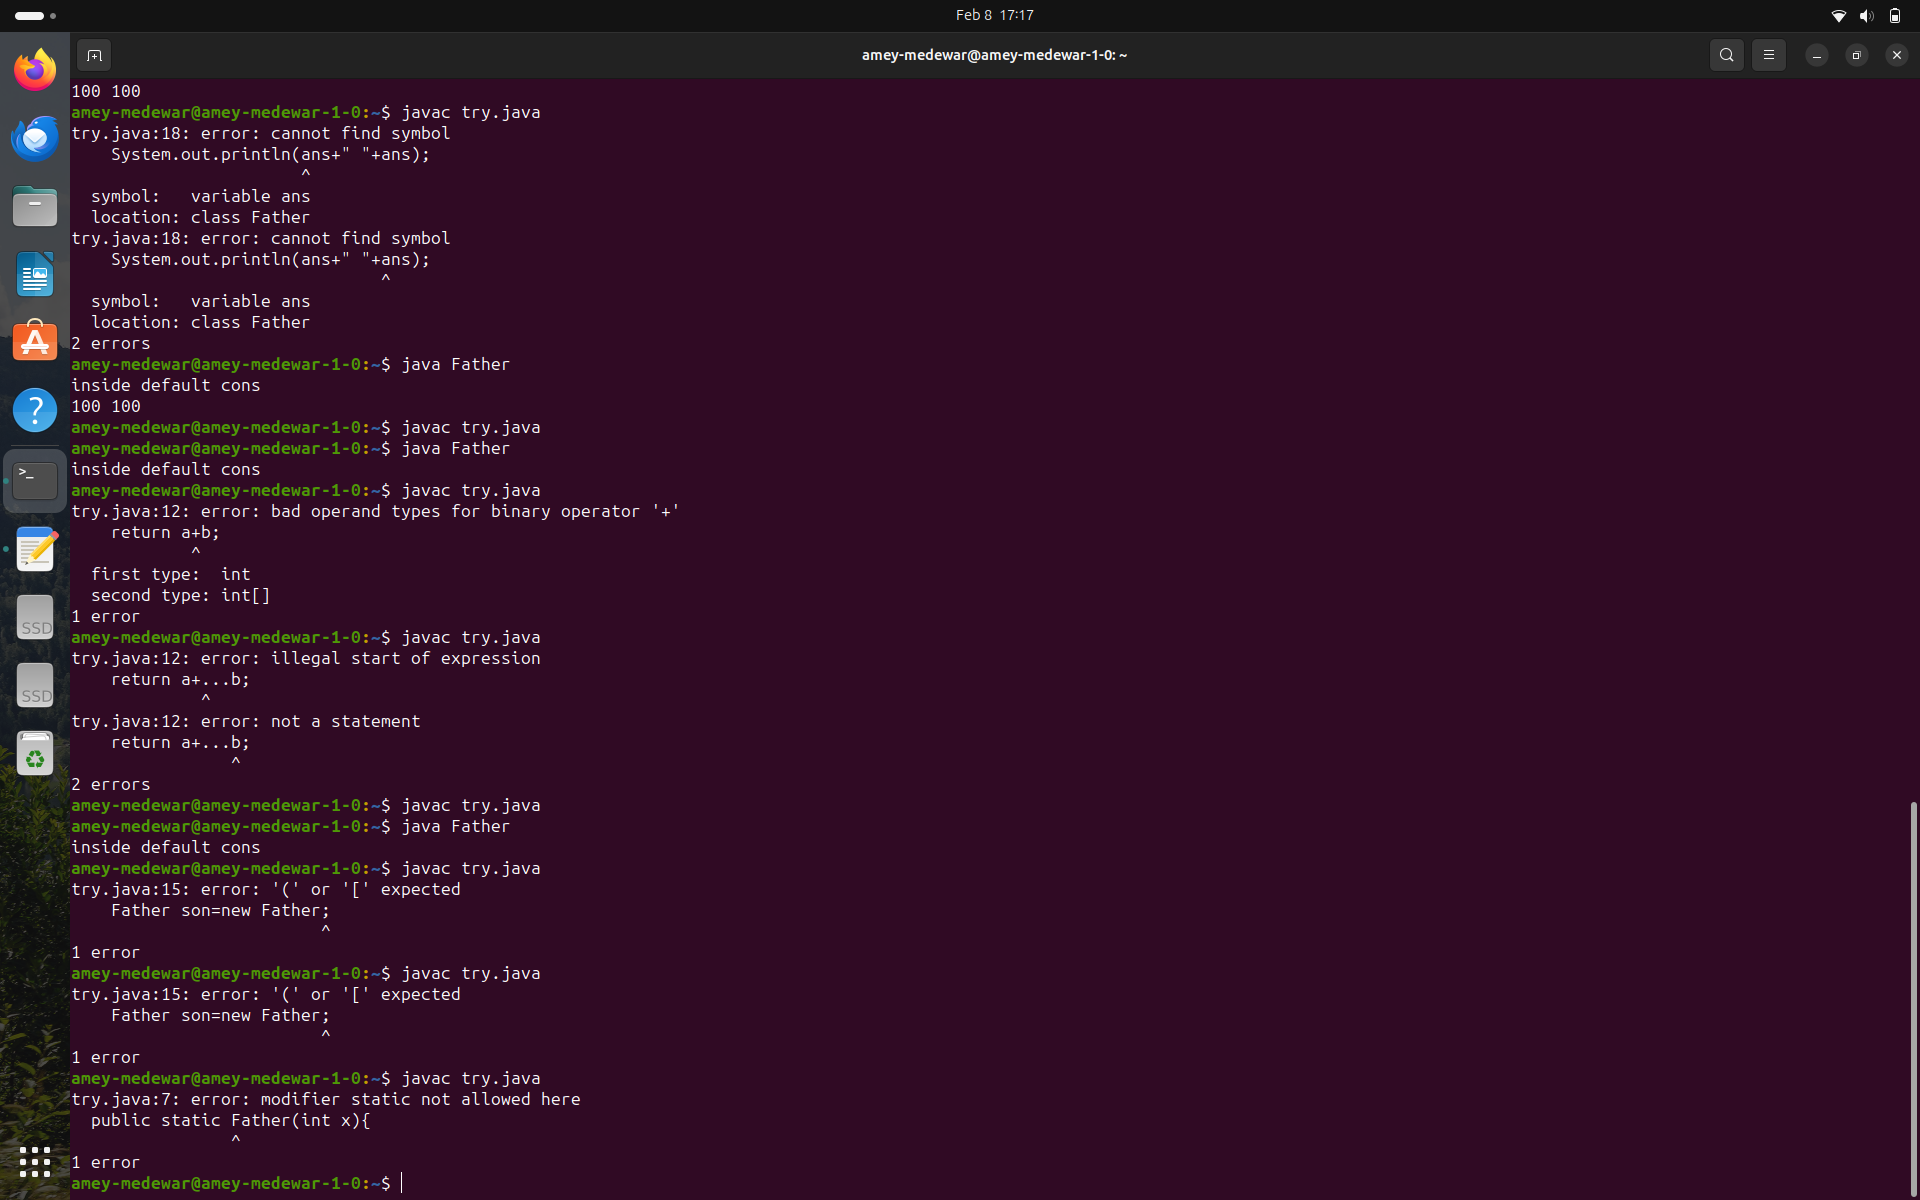 Feb 8 17:17
amey-medewar@amey-medewar-1-0: ~
100 100
amey-medewar@amey-medewar-1-0:~$ javac try.java
try.java:18: error: cannot find symbol
    System.out.println(ans+" "+ans);
                       ^
  symbol:   variable ans
  location: class Father
try.java:18: error: cannot find symbol
    System.out.println(ans+" "+ans);
                               ^
  symbol:   variable ans
  location: class Father
2 errors
amey-medewar@amey-medewar-1-0:~$ java Father
inside default cons
100 100
amey-medewar@amey-medewar-1-0:~$ javac try.java
amey-medewar@amey-medewar-1-0:~$ java Father
inside default cons
amey-medewar@amey-medewar-1-0:~$ javac try.java
try.java:12: error: bad operand types for binary operator '+'
    return a+b;
            ^
  first type:  int
  second type: int[]
1 error
amey-medewar@amey-medewar-1-0:~$ javac try.java
try.java:12: error: illegal start of expression
    return a+...b;
             ^
try.java:12: error: not a statement
    return a+...b;
                ^
2 errors
amey-medewar@amey-medewar-1-0:~$ javac try.java
amey-medewar@amey-medewar-1-0:~$ java Father
inside default cons
amey-medewar@amey-medewar-1-0:~$ javac try.java
try.java:15: error: '(' or '[' expected
    Father son=new Father;
                         ^
1 error
amey-medewar@amey-medewar-1-0:~$ javac try.java
try.java:15: error: '(' or '[' expected
    Father son=new Father;
                         ^
1 error
amey-medewar@amey-medewar-1-0:~$ javac try.java
try.java:7: error: modifier static not allowed here
  public static Father(int x){
                ^
1 error
amey-medewar@amey-medewar-1-0:~$
SSD
SSD